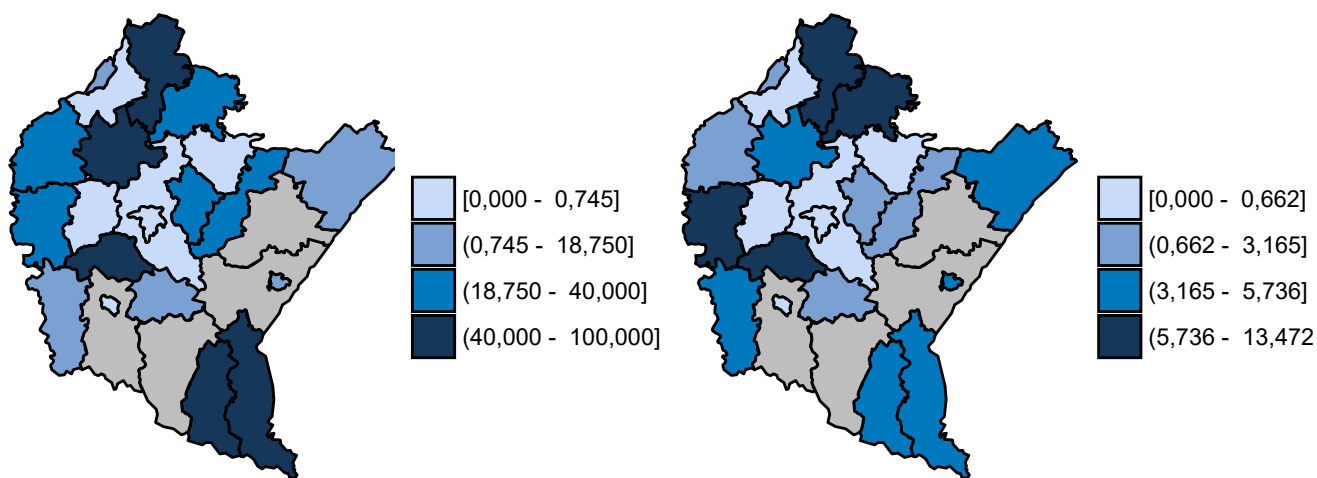 [0,000 - 0,745]
(0,745 - 18,750]
(18,750 - 40,000]
(40,000 - 100,000]
[0,000 - 0,662]
(0,662 - 3,165]
(3,165 - 5,736]
(5,736 - 13,472